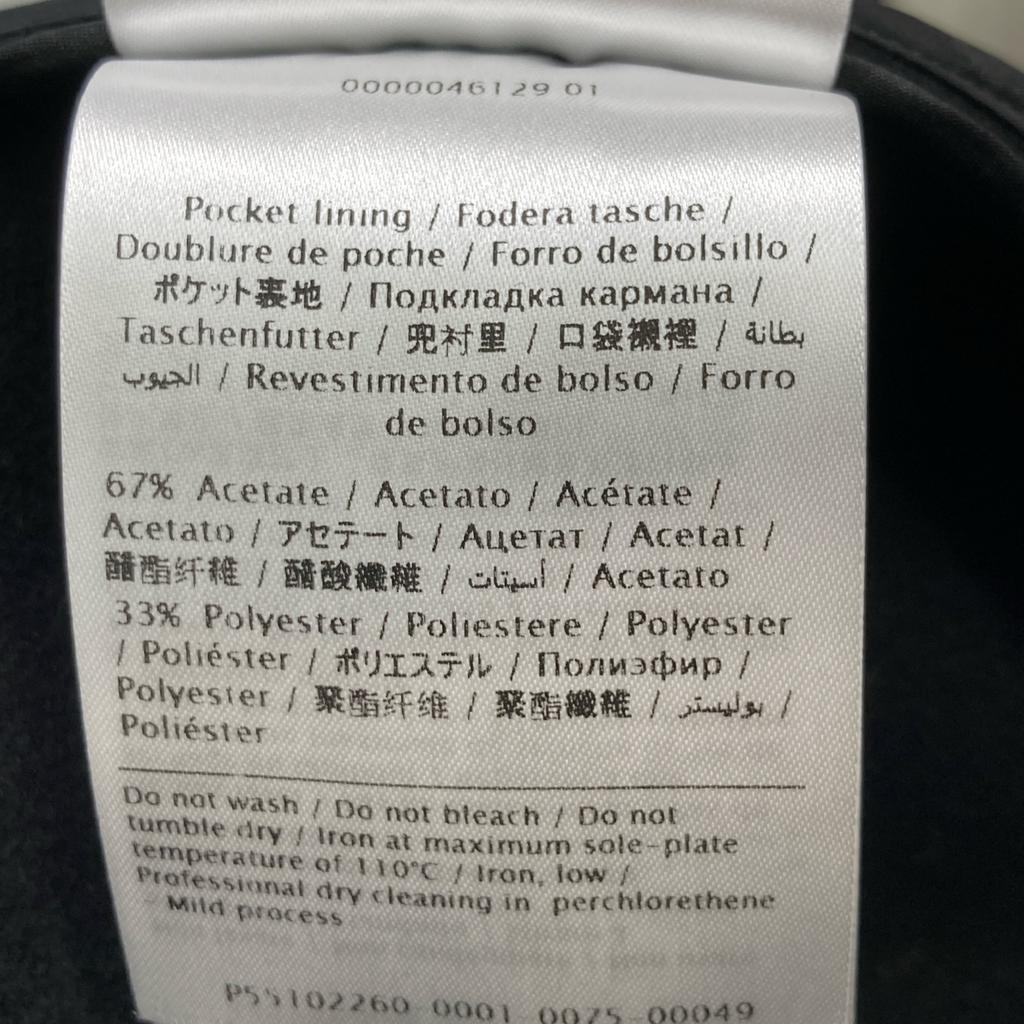 0000046129 01
Pocket lining / Fodera tasche /
Doublure de poche / Forro de bolsillo /
ポケット裏地 / Подкладка кармана /
Taschenfutter / 兜衬里 / 口袋襯裡 / بطانة
الجيوب / Revestimento de bolso / Forro
de bolso
67% Acetate / Acetato / Acétate /
Acetato / アセテート / Ацетат / Acetat /
醋酯纤维 / 醋酸纖維 / أسيتات / Acetato
33% Polyester / Poliestere / Polyester
/ Poliéster / ポリエステル / Полиэфир /
Polyester / 聚酯纤维 / 聚酯纖維 / بوليستر /
Poliéster
Do not wash / Do not bleach / Do not
tumble dry / Iron at maximum sole-plate
temperature of 110°C / Iron, low /
Professional dry cleaning in perchlorethene
- Mild process
P55102260 0001 0075-00049